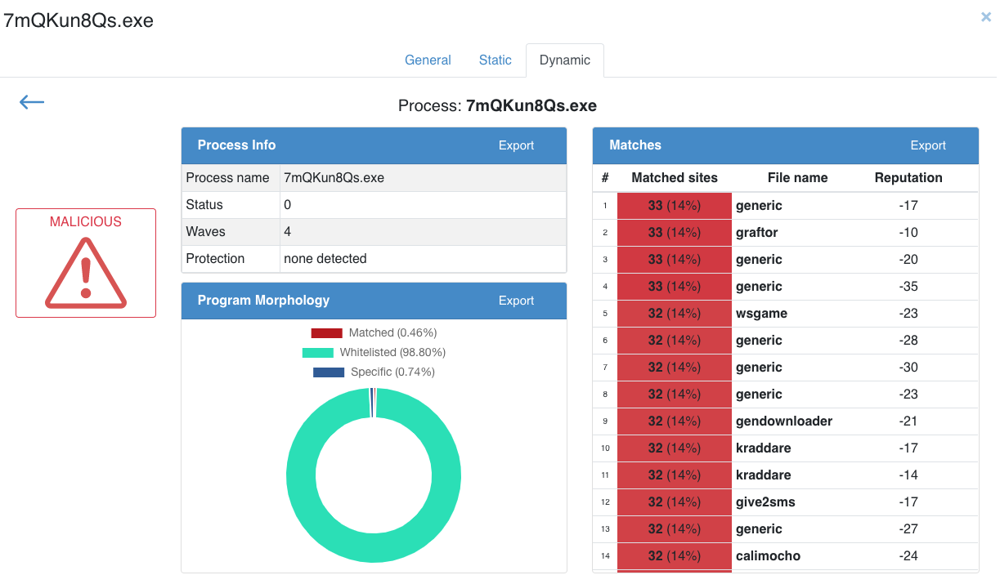 7mQKun8Qs.exe
×
General Static Dynamic
Process: 7mQKun8Qs.exe
MALICIOUS
Process Info Export
Process name 7mQKun8Qs.exe
Status 0
Waves 4
Protection none detected
Program Morphology Export
Matched (0.46%)
Whitelisted (98.80%)
Specific (0.74%)
Matches Export
# Matched sites File name Reputation
1 33 (14%) generic -17
2 33 (14%) graftor -10
3 33 (14%) generic -20
4 33 (14%) generic -35
5 32 (14%) wsgame -23
6 32 (14%) generic -28
7 32 (14%) generic -30
8 32 (14%) generic -23
9 32 (14%) gendownloader -21
10 32 (14%) kraddare -17
11 32 (14%) kraddare -14
12 32 (14%) give2sms -17
13 32 (14%) generic -27
14 32 (14%) calimocho -24